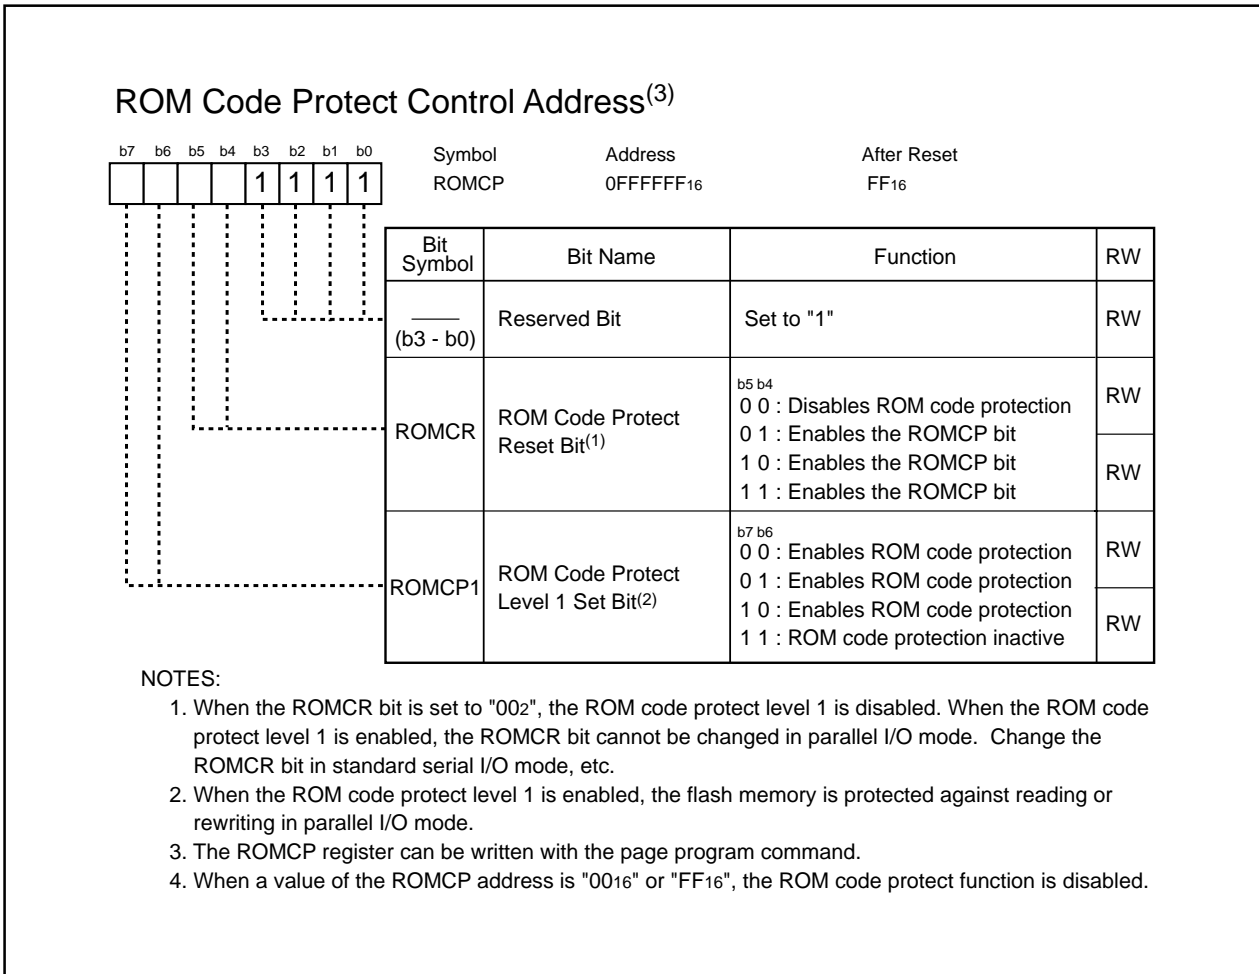 ROM Code Protect Control Address(3)
b7 b6 b5 b4 b3 b2 b1 b0
1 1 1 1
Symbol Address After Reset
ROMCP 0FFFFFF16 FF16
Bit Symbol Bit Name Function RW
(b3 - b0) Reserved Bit Set to "1" RW
ROMCR ROM Code Protect Reset Bit(1)
b5 b4
0 0 : Disables ROM code protection
0 1 : Enables the ROMCP bit
1 0 : Enables the ROMCP bit
1 1 : Enables the ROMCP bit
RW
RW
ROMCP1 ROM Code Protect Level 1 Set Bit(2)
b7 b6
0 0 : Enables ROM code protection
0 1 : Enables ROM code protection
1 0 : Enables ROM code protection
1 1 : ROM code protection inactive
RW
RW
NOTES:
1. When the ROMCR bit is set to "002", the ROM code protect level 1 is disabled. When the ROM code
protect level 1 is enabled, the ROMCR bit cannot be changed in parallel I/O mode. Change the
ROMCR bit in standard serial I/O mode, etc.
2. When the ROM code protect level 1 is enabled, the flash memory is protected against reading or
rewriting in parallel I/O mode.
3. The ROMCP register can be written with the page program command.
4. When a value of the ROMCP address is "0016" or "FF16", the ROM code protect function is disabled.